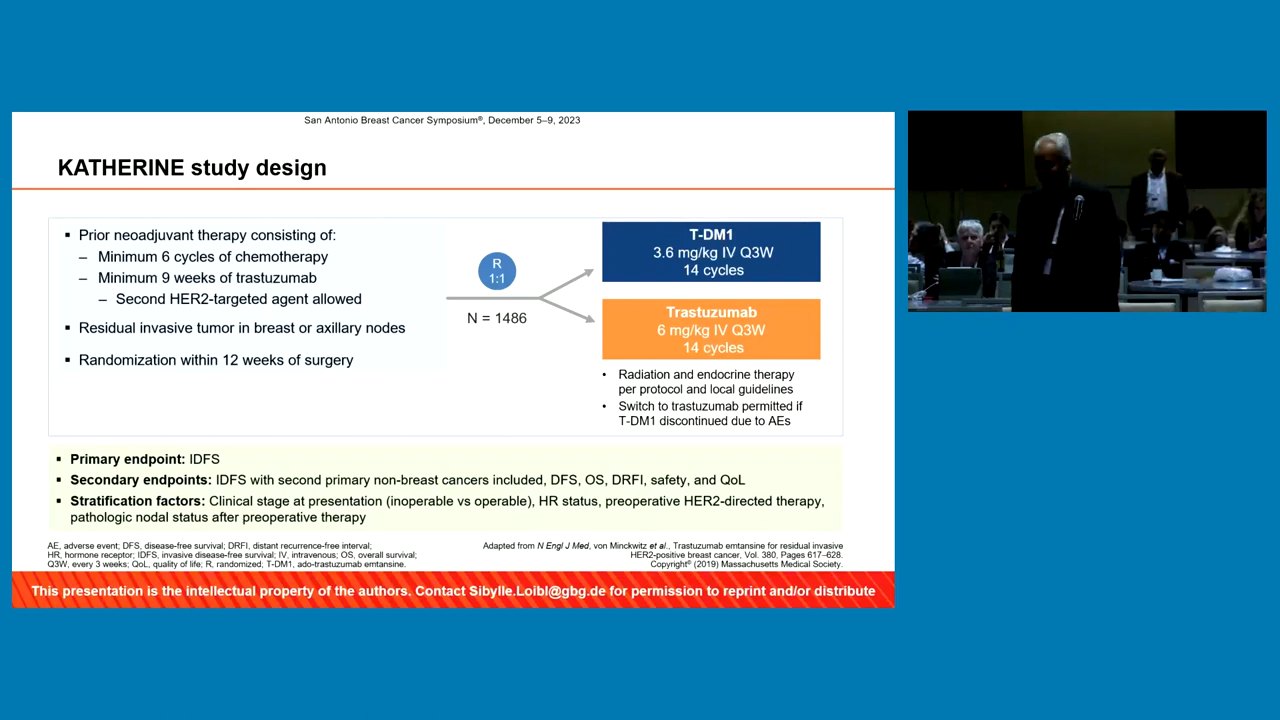 San Antonio Breast Cancer Symposium®, December 5–9, 2023
KATHERINE study design
▪ Prior neoadjuvant therapy consisting of:
– Minimum 6 cycles of chemotherapy
– Minimum 9 weeks of trastuzumab
– Second HER2-targeted agent allowed
▪ Residual invasive tumor in breast or axillary nodes
▪ Randomization within 12 weeks of surgery
R
1:1
N = 1486
T-DM1
3.6 mg/kg IV Q3W
14 cycles
Trastuzumab
6 mg/kg IV Q3W
14 cycles
• Radiation and endocrine therapy
per protocol and local guidelines
• Switch to trastuzumab permitted if
T-DM1 discontinued due to AEs
▪ Primary endpoint: IDFS
▪ Secondary endpoints: IDFS with second primary non-breast cancers included, DFS, OS, DRFI, safety, and QoL
▪ Stratification factors: Clinical stage at presentation (inoperable vs operable), HR status, preoperative HER2-directed therapy,
pathologic nodal status after preoperative therapy
AE, adverse event; DFS, disease-free survival; DRFI, distant recurrence-free interval;
HR, hormone receptor; IDFS, invasive disease-free survival; IV, intravenous; OS, overall survival;
Q3W, every 3 weeks; QoL, quality of life; R, randomized; T-DM1, ado-trastuzumab emtansine.
Adapted from N Engl J Med, von Minckwitz et al., Trastuzumab emtansine for residual invasive
HER2-positive breast cancer, Vol. 380, Pages 617–628.
Copyright© (2019) Massachusetts Medical Society.
This presentation is the intellectual property of the authors. Contact Sibylle.Loibl@gbg.de for permission to reprint and/or distribute